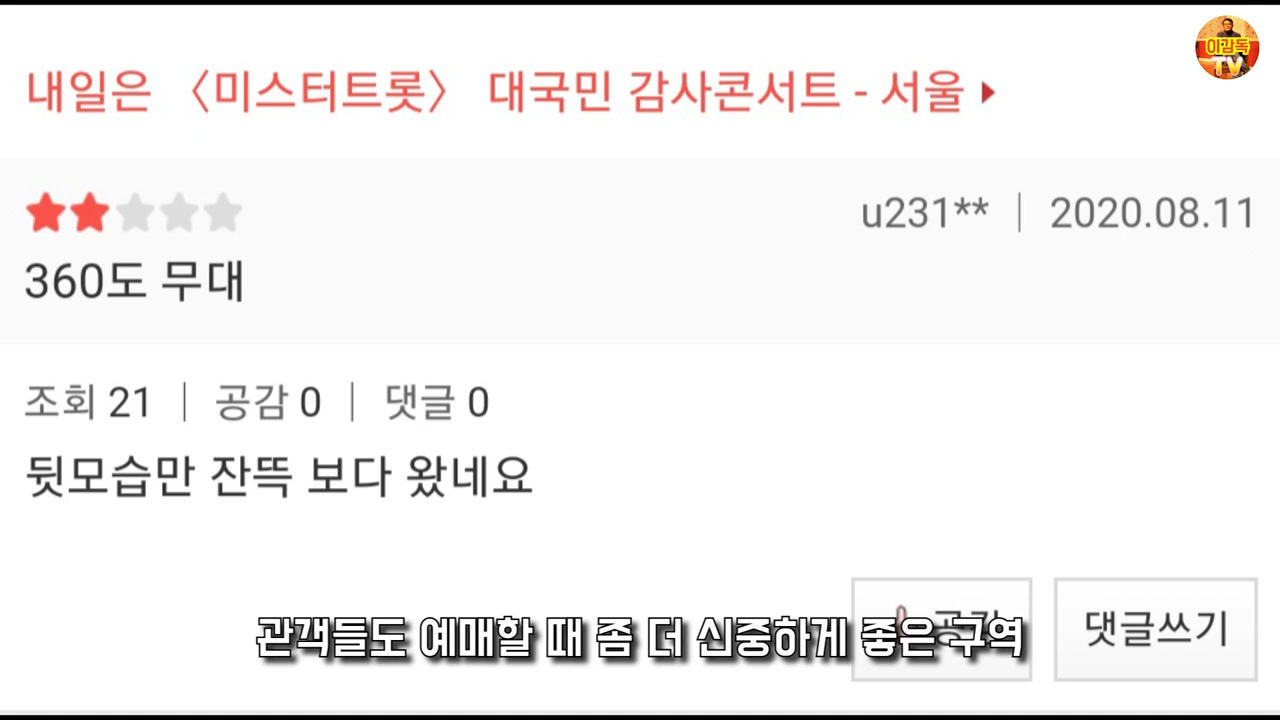 이감독
TV
내일은 〈미스터트롯〉 대국민 감사콘서트 - 서울
u231** | 2020.08.11
360도 무대
조회 21 | 공감 0 | 댓글 0
뒷모습만 잔뜩 보다 왔네요
공감
댓글쓰기
관객들도 예매할 때 좀 더 신중하게 좋은 구역